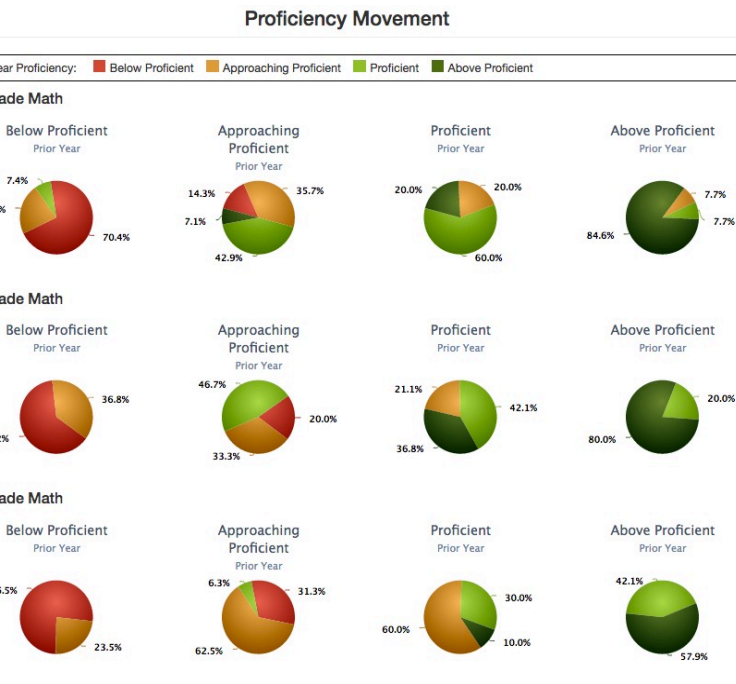 Proficiency Movement
ear Proficiency: Below Proficient Approaching Proficient Proficient Above Proficient
ade Math
Below Proficient
Prior Year
7.4%
%
70.4%
Approaching
Proficient
Prior Year
14.3%
35.7%
7.1%
42.9%
Proficient
Prior Year
20.0%
20.0%
60.0%
Above Proficient
Prior Year
7.7%
7.7%
84.6%
ade Math
Below Proficient
Prior Year
36.8%
2%
Approaching
Proficient
Prior Year
46.7%
20.0%
33.3%
Proficient
Prior Year
21.1%
42.1%
36.8%
Above Proficient
Prior Year
20.0%
80.0%
ade Math
Below Proficient
Prior Year
.5%
23.5%
Approaching
Proficient
Prior Year
6.3%
31.3%
62.5%
Proficient
Prior Year
30.0%
60.0%
10.0%
Above Proficient
Prior Year
42.1%
57.9%